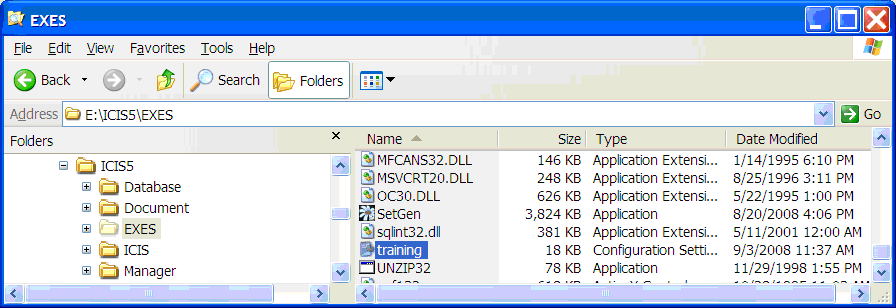 EXES
File Edit View Favorites Tools Help
Back Search Folders
Address E:\ICIS5\EXES Go
Folders Name Size Type Date Modified
ICIS5 MFCANS32.DLL 146 KB Application Extensi... 1/14/1995 6:10 PM
Database MSVCRT20.DLL 248 KB Application Extensi... 8/25/1996 3:11 PM
Document OC30.DLL 626 KB Application Extensi... 5/22/1995 1:00 PM
SetGen 3,824 KB Application 8/20/2008 4:06 PM
EXES sqlint32.dll 381 KB Application Extensi... 5/11/2001 12:00 AM
ICIS training 18 KB Configuration Setti... 9/3/2008 11:37 AM
Manager UNZIP32 78 KB Application 11/29/1998 1:55 PM